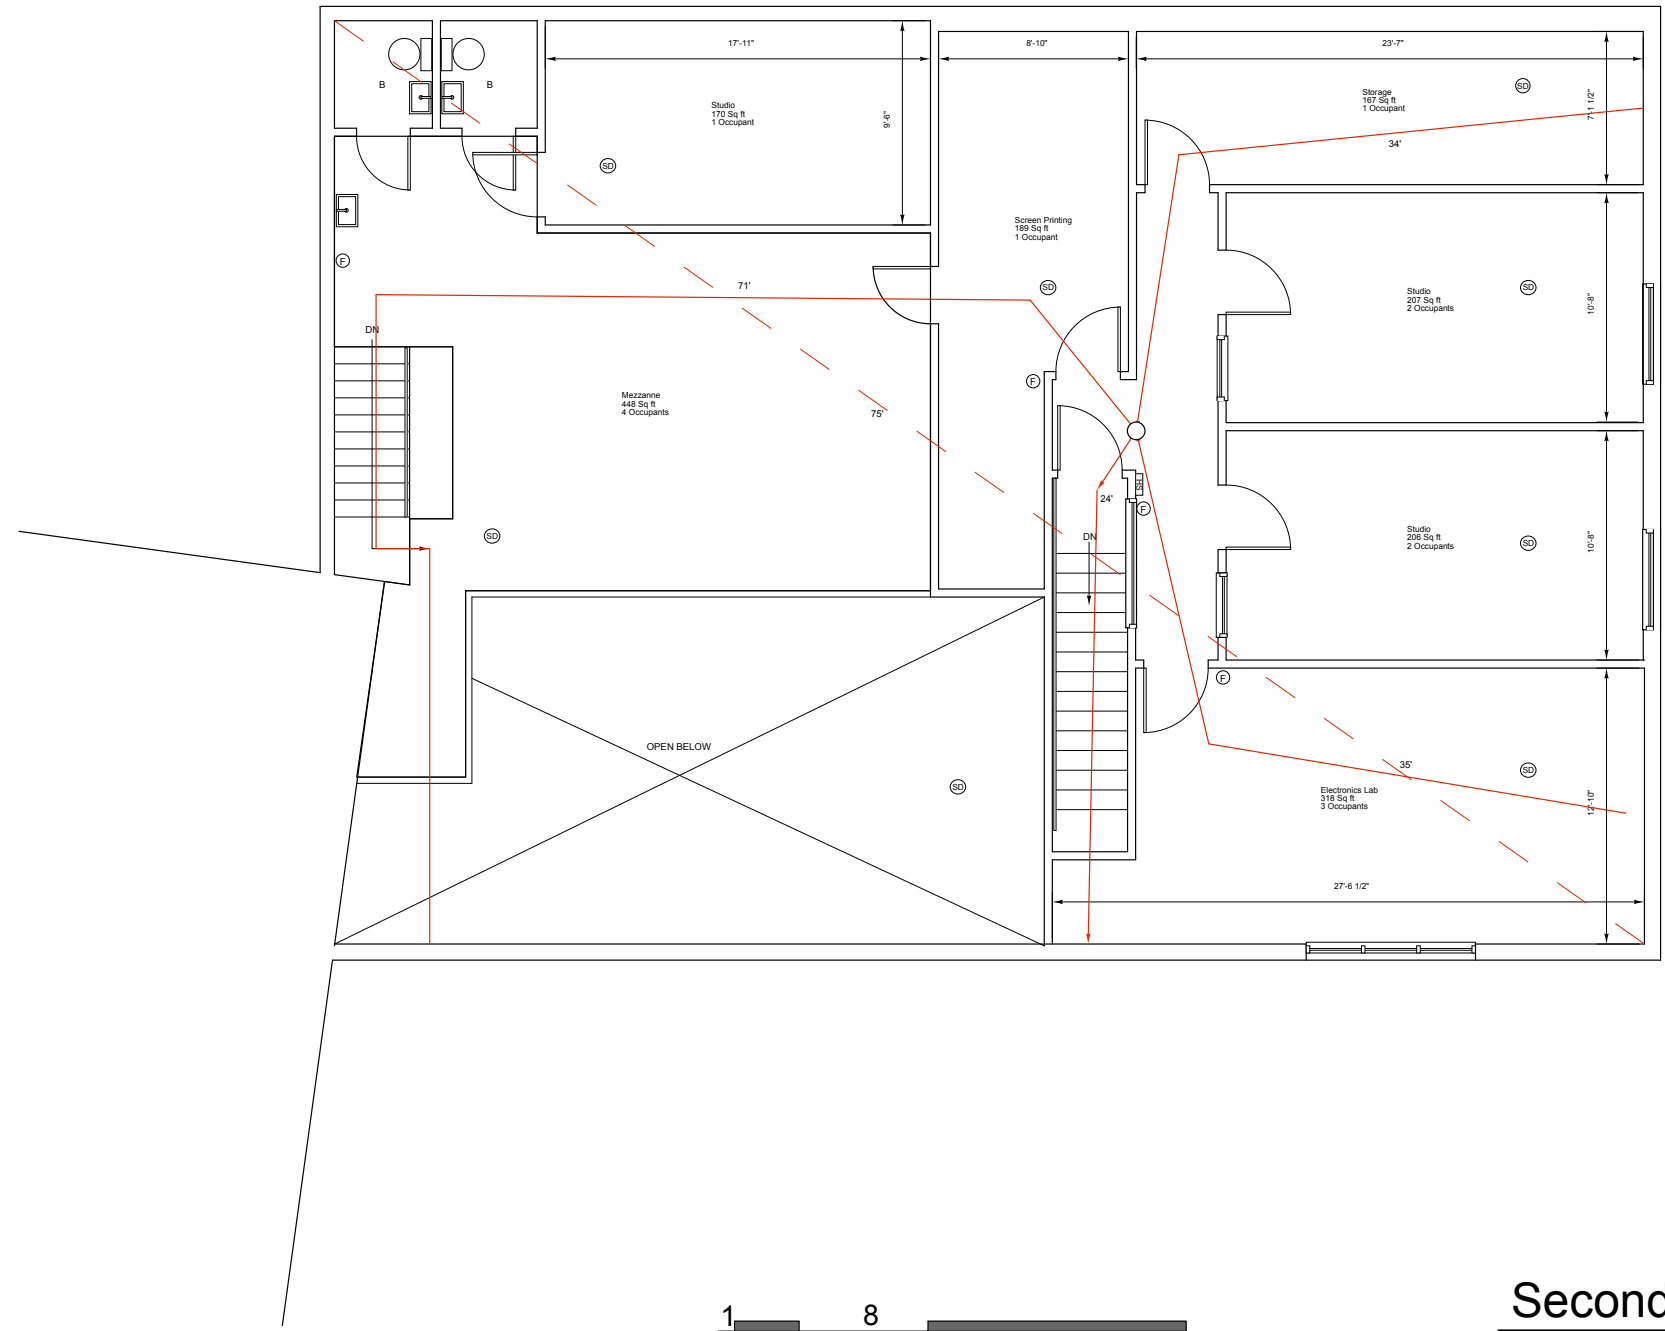 17'-11"
8'-10"
23'-7"
B
B
Studio
170 Sq ft
1 Occupant
9'-6"
SD
Storage
167 Sq ft
1 Occupant
SD
7'-1 1/2"
34'
SD
Screen Printing
189 Sq ft
1 Occupant
F
SD
71'
Studio
207 Sq ft
2 Occupants
SD
10'-8"
DN
F
Mezzanne
448 Sq ft
4 Occupants
75'
HS
24'
F
SD
DN
Studio
206 Sq ft
2 Occupants
SD
10'-8"
F
OPEN BELOW
SD
35'
SD
Electronics Lab
318 Sq ft
3 Occupants
12'-10"
27'-6 1/2"
Second
1
8